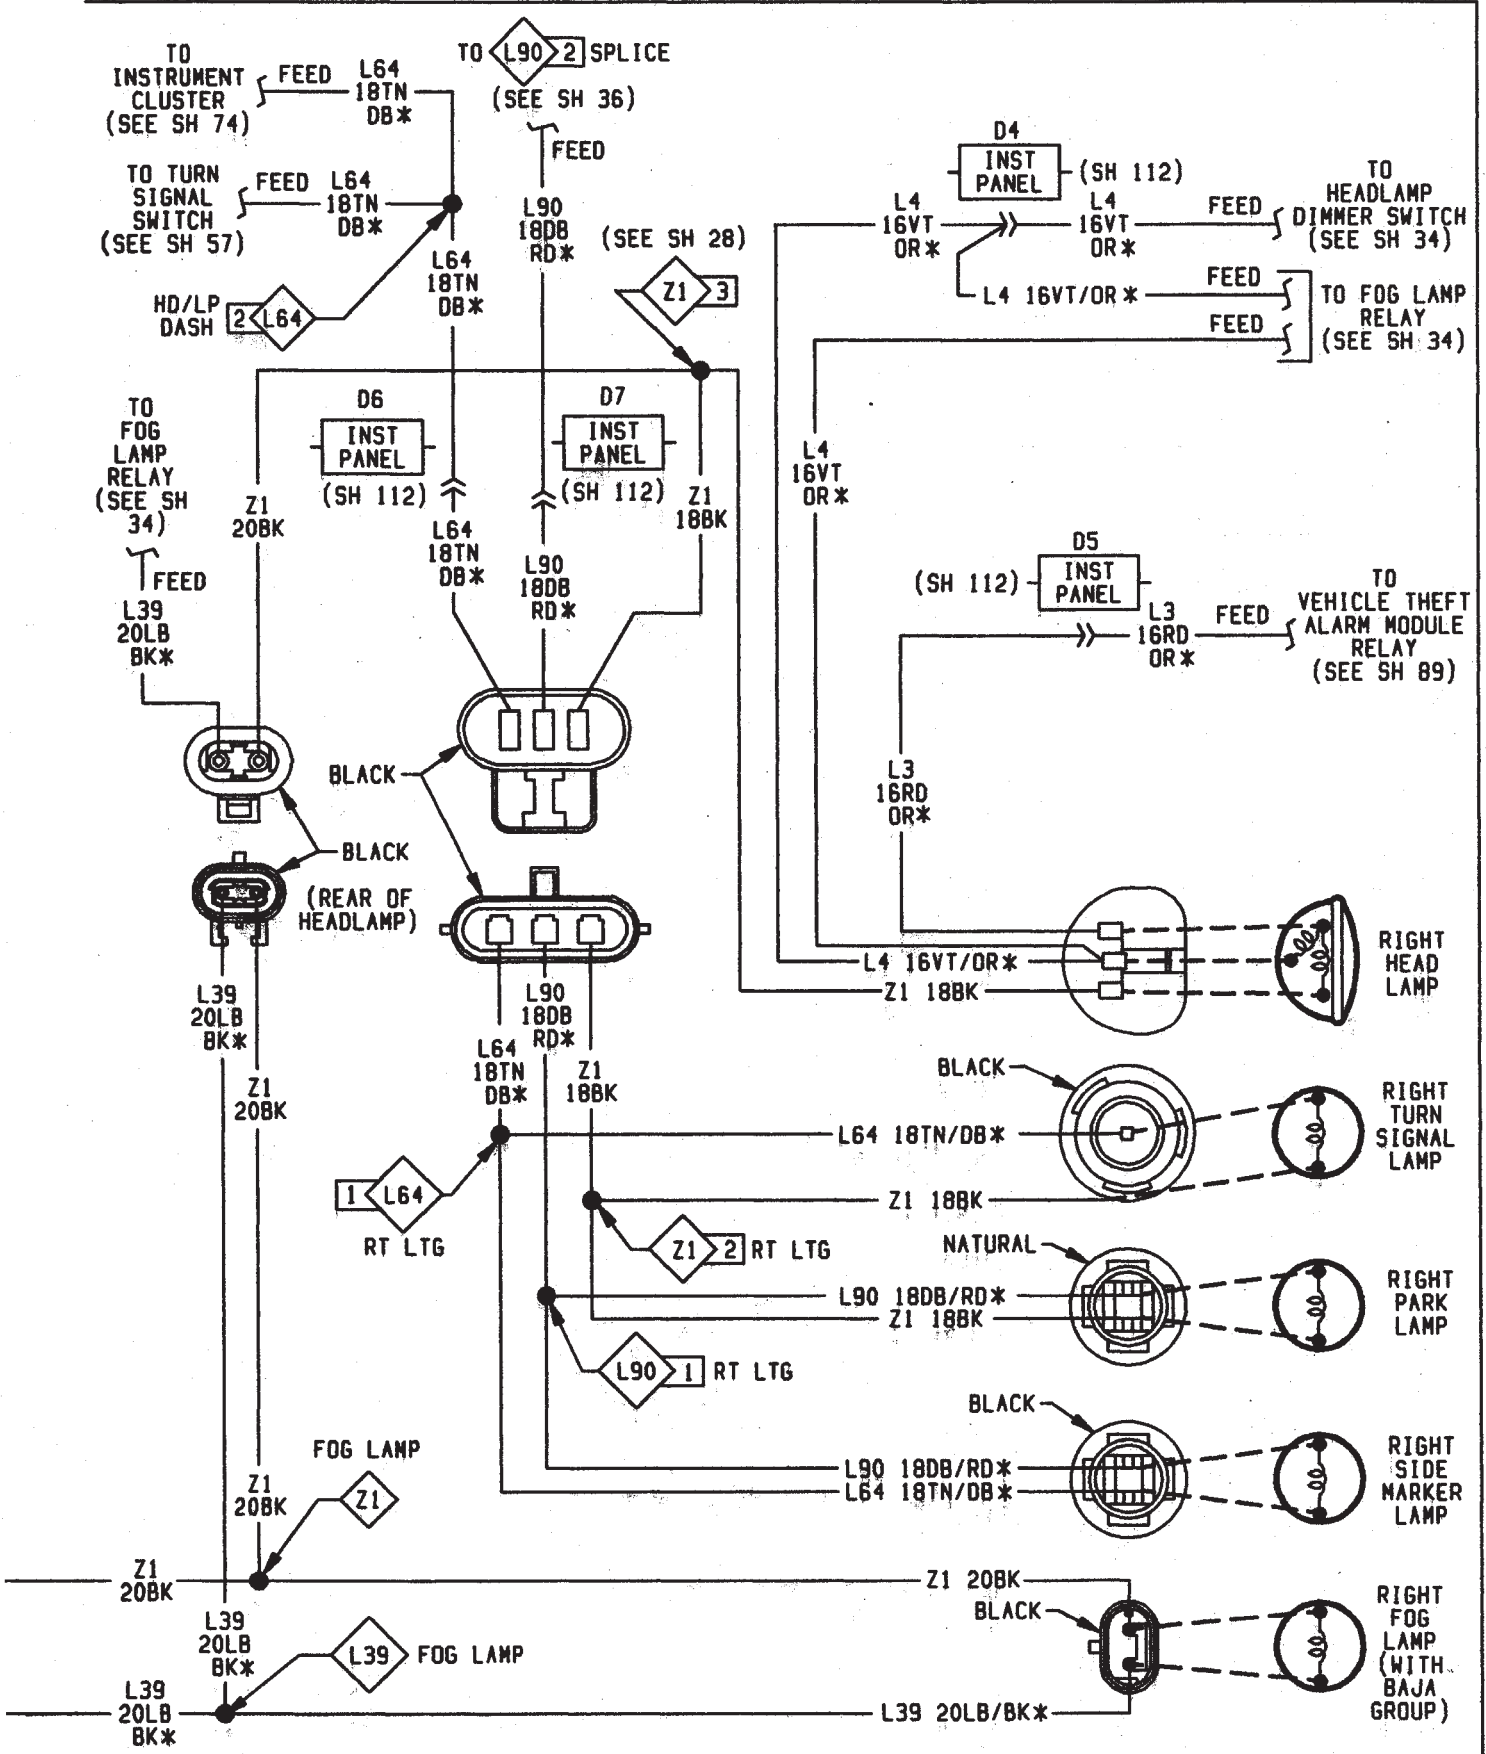 TO
INSTRUMENT
CLUSTER
(SEE SH 74)
FEED
L64
18TN
DB*
TO L90 2 SPLICE
(SEE SH 36)
FEED
TO TURN
SIGNAL
SWITCH
(SEE SH 57)
FEED
L64
18TN
DB*
L90
18DB
RD*
L64
18TN
DB*
HD/LP
DASH
2 L64
(SEE SH 28)
Z1 3
D4
INST
PANEL
(SH 112)
L4
16VT
OR*
L4
16VT
OR*
FEED
TO
HEADLAMP
DIMMER SWITCH
(SEE SH 34)
L4 16VT/OR*
FEED
FEED
TO FOG LAMP
RELAY
(SEE SH 34)
TO
FOG
LAMP
RELAY
(SEE SH
34)
FEED
Z1
20BK
D6
INST
PANEL
(SH 112)
D7
INST
PANEL
(SH 112)
Z1
18BK
L64
18TN
DB*
L90
18DB
RD*
L4
16VT
OR*
L39
20LB
BK*
D5
(SH 112)
INST
PANEL
L3
16RD
OR*
FEED
TO
VEHICLE THEFT
ALARM MODULE
RELAY
(SEE SH 89)
L3
16RD
OR*
BLACK
BLACK
(REAR OF
HEADLAMP)
L4 16VT/OR*
Z1 18BK
RIGHT
HEAD
LAMP
L39
20LB
BK*
Z1
20BK
L90
18DB
RD*
L64
18TN
DB*
Z1
18BK
BLACK
L64 18TN/DB*
Z1 18BK
RIGHT
TURN
SIGNAL
LAMP
1 L64
RT LTG
Z1 2 RT LTG
NATURAL
L90 18DB/RD*
Z1 18BK
RIGHT
PARK
LAMP
L90 1 RT LTG
BLACK
L90 18DB/RD*
L64 18TN/DB*
RIGHT
SIDE
MARKER
LAMP
FOG LAMP
Z1
Z1
20BK
Z1
20BK
Z1 20BK
BLACK
RIGHT
FOG
LAMP
(WITH
BAJA
GROUP)
L39
20LB
BK*
L39 FOG LAMP
L39
20LB
BK*
L39 20LB/BK*